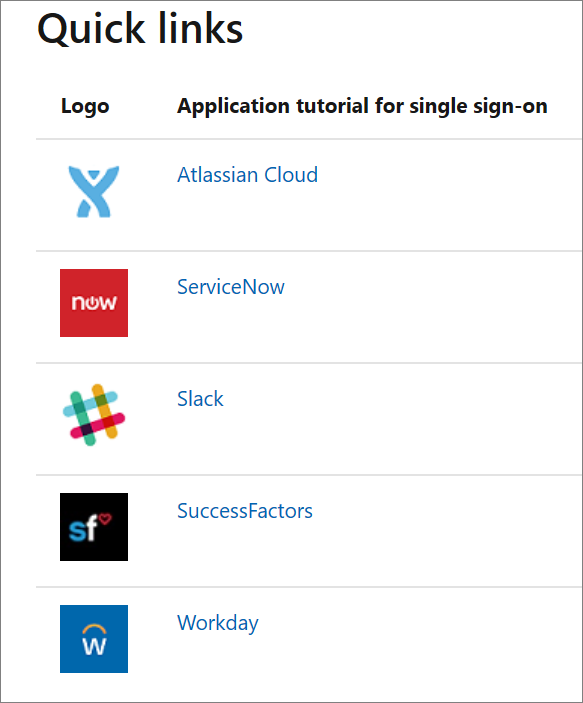 Quick links
Logo Application tutorial for single sign-on
Atlassian Cloud
now ServiceNow
Slack
sf SuccessFactors
w Workday